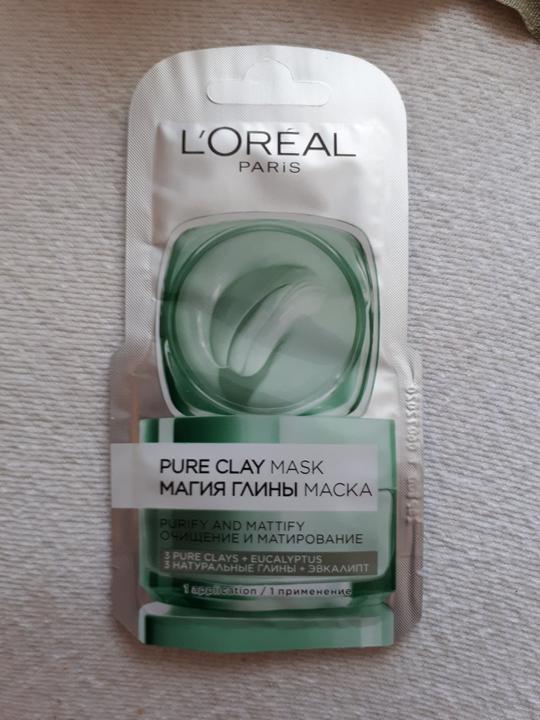 L'ORÉAL
PARiS
PURE CLAY MASK
МАГИЯ ГЛИНЫ МАСКА
PURIFY AND MATTIFY
ОЧИЩЕНИЕ И МАТИРОВАНИЕ
3 PURE CLAYS + EUCALYPTUS
3 НАТУРАЛЬНЫЕ ГЛИНЫ + ЭВКАЛИПТ
1 application / 1 применение